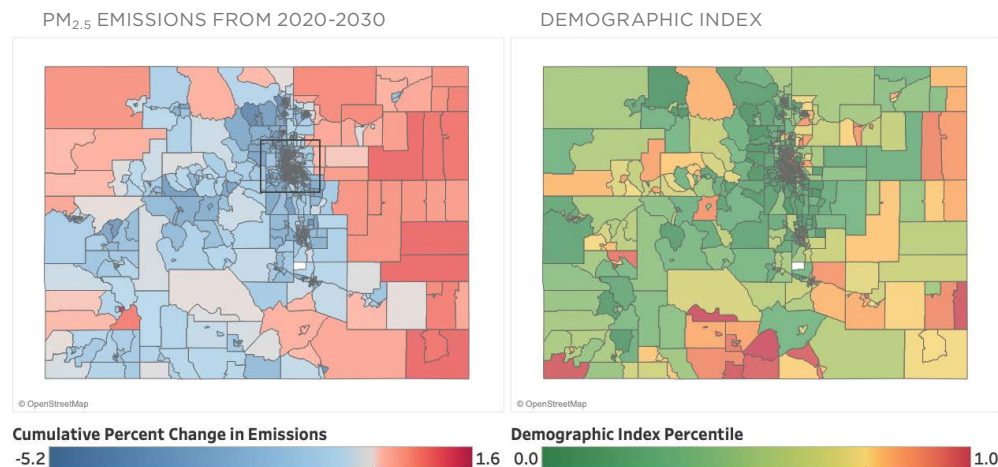 PM2.5 EMISSIONS FROM 2020-2030
DEMOGRAPHIC INDEX
© OpenStreetMap
© OpenStreetMap
Cumulative Percent Change in Emissions
-5.2 1.6
Demographic Index Percentile
0.0 1.0